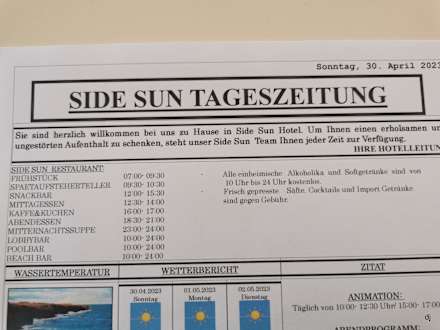 Sonntag, 30. April 2023
SIDE SUN TAGESZEITUNG
Sie sind herzlich willkommen bei uns zu Hause in Side Sun Hotel. Um Ihnen einen erholsamen un
ungestörten Aufenthalt zu schenken, steht unser Side Sun Team Ihnen jeder Zeit zur Verfügung.
IHRE HOTELLEITUN
SIDE SUN RESTAURANT
FRÜHSTÜCK 07:00- 09:30
SPAETAUFSTEHERTELLER 09:30- 10:30
SNACKBAR 12:00- 15:30
MITTAGESSEN 12:30- 14:00
KAFFE&KUCHEN 16:00- 17:00
ABENDESSEN 18:30- 21:00
MITTERNACHTSSUPPE 23:00- 24:00
LOBBYBAR 10:00- 24:00
POOLBAR 10:00- 24:00
BEACH BAR 10:00- 24:00
- Alle einheimische Alkoholika und Softgetränke sind von
10 Uhr bis 24 Uhr kostenlos.
- Frisch gepresste Säfte, Cocktails und Import Getränke
sind gegen Gebühr.
WASSERTEMPERATUR
WETTERBERICHT
ZITAT
30.04.2023 01.05.2023 02.05.2023
Sonntag Montag Dienstag
ANIMATION:
Täglich von 10:00- 12:30 Uhr/ 15:00- 17:00
ABENDPROGRAMM:
dj